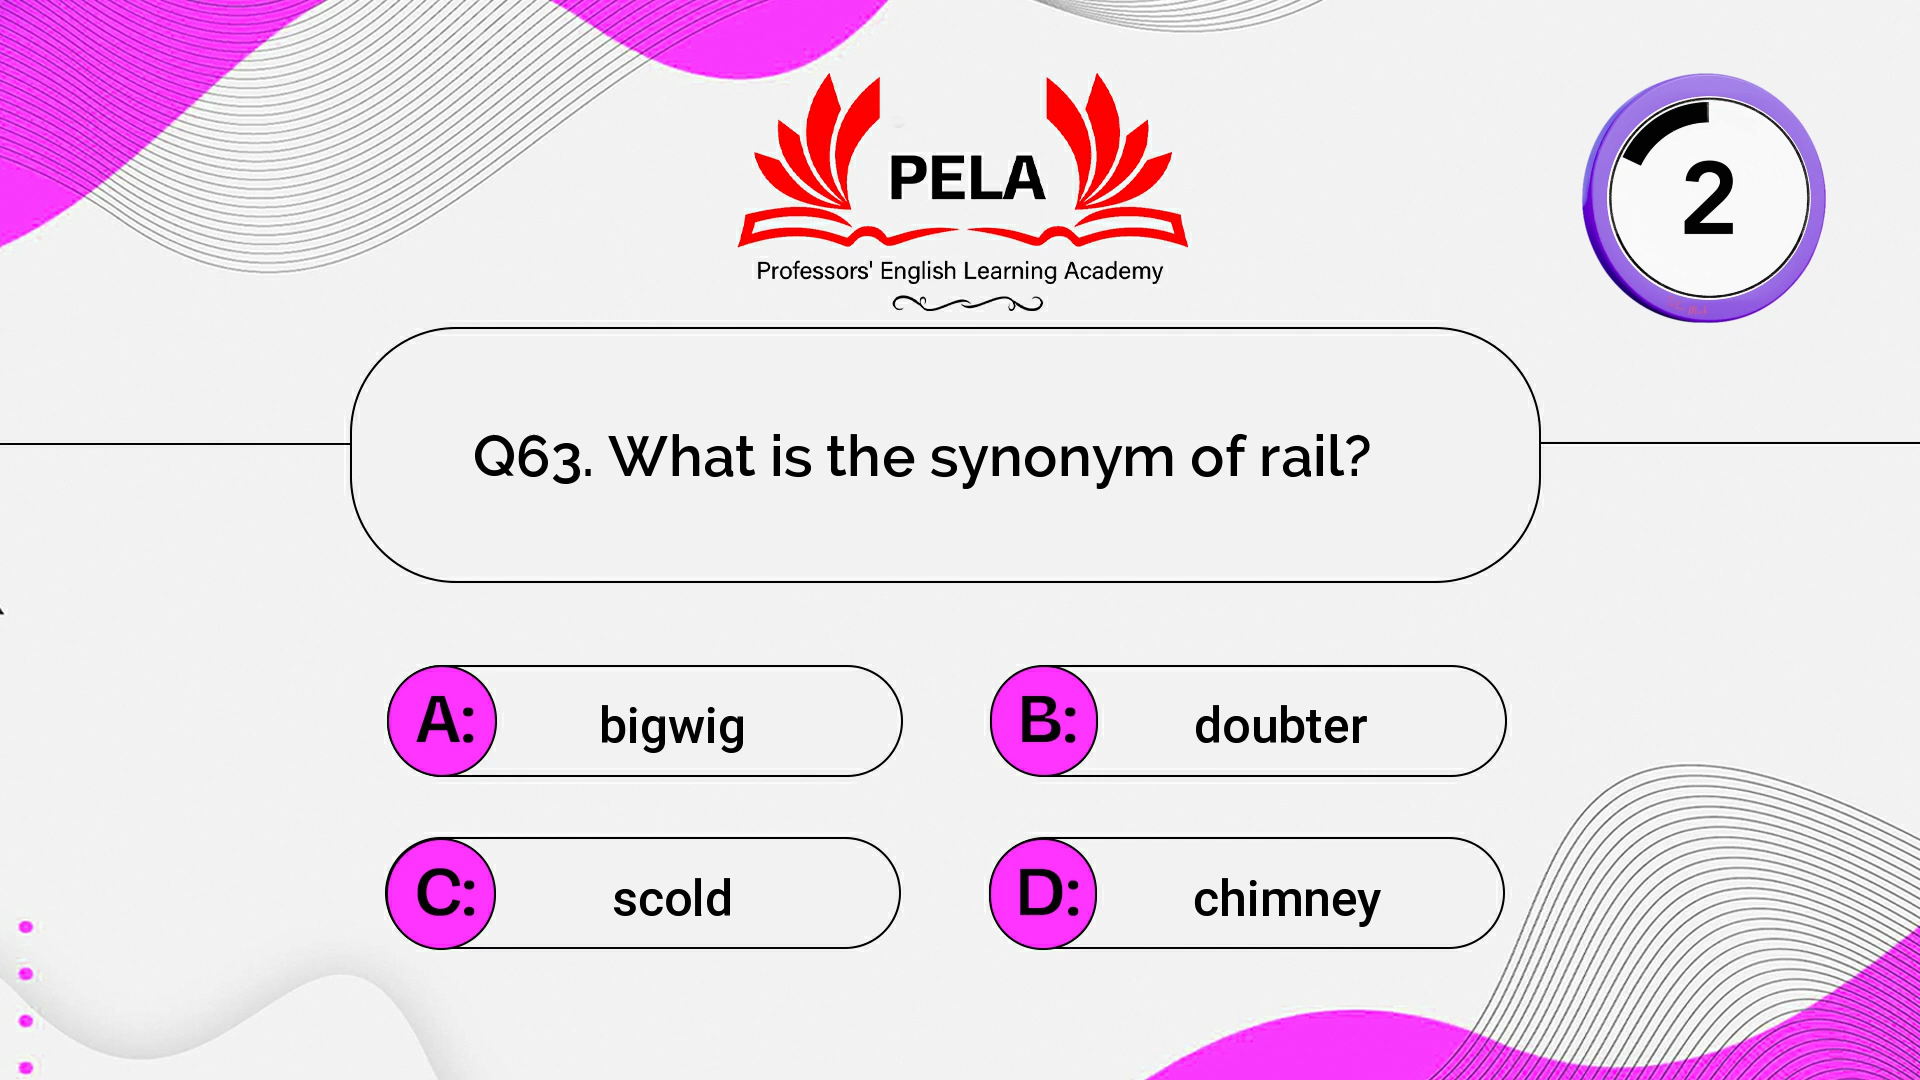 PELA
Professors' English Learning Academy
2
Q63. What is the synonym of rail?
A: bigwig
B: doubter
C: scold
D: chimney